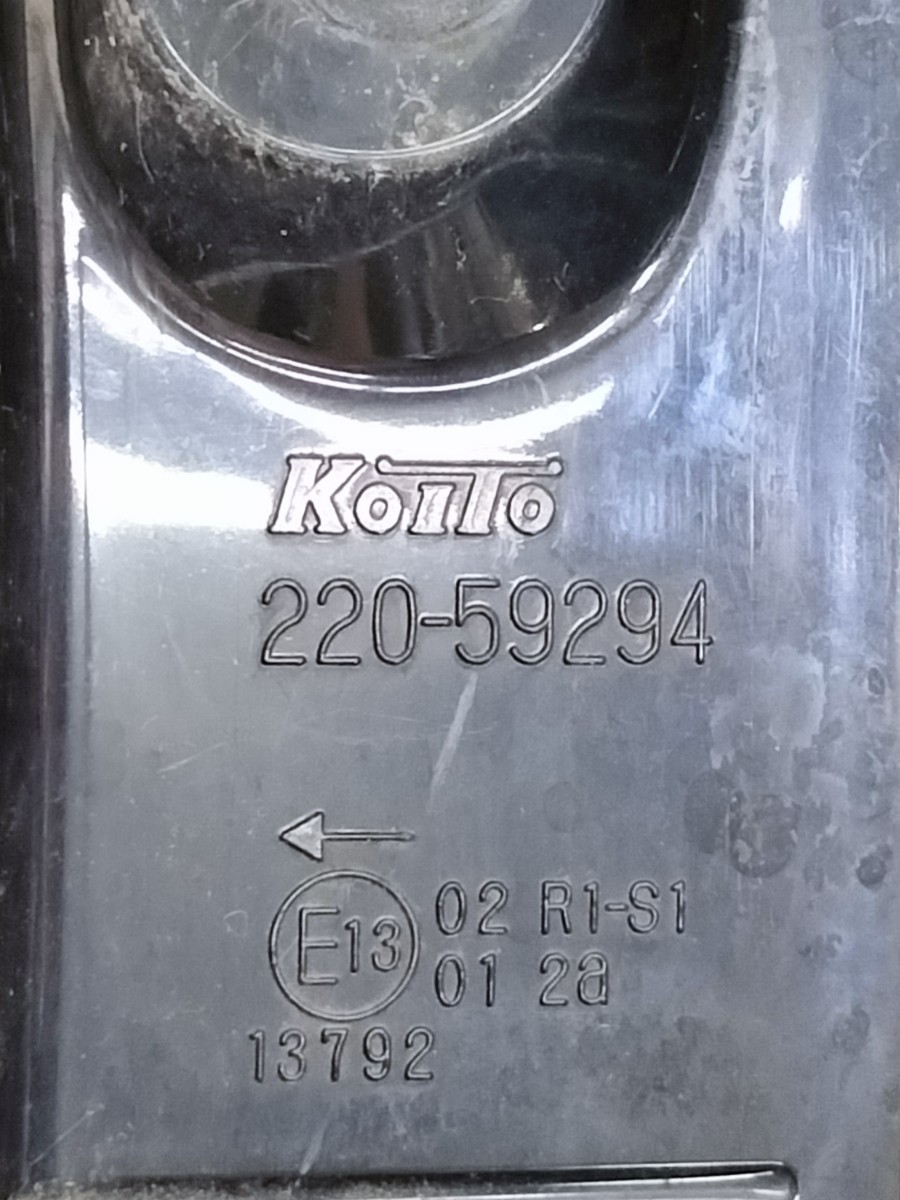 KoiTo
220-59294
E13
02 R1-S1
01 2a
13792